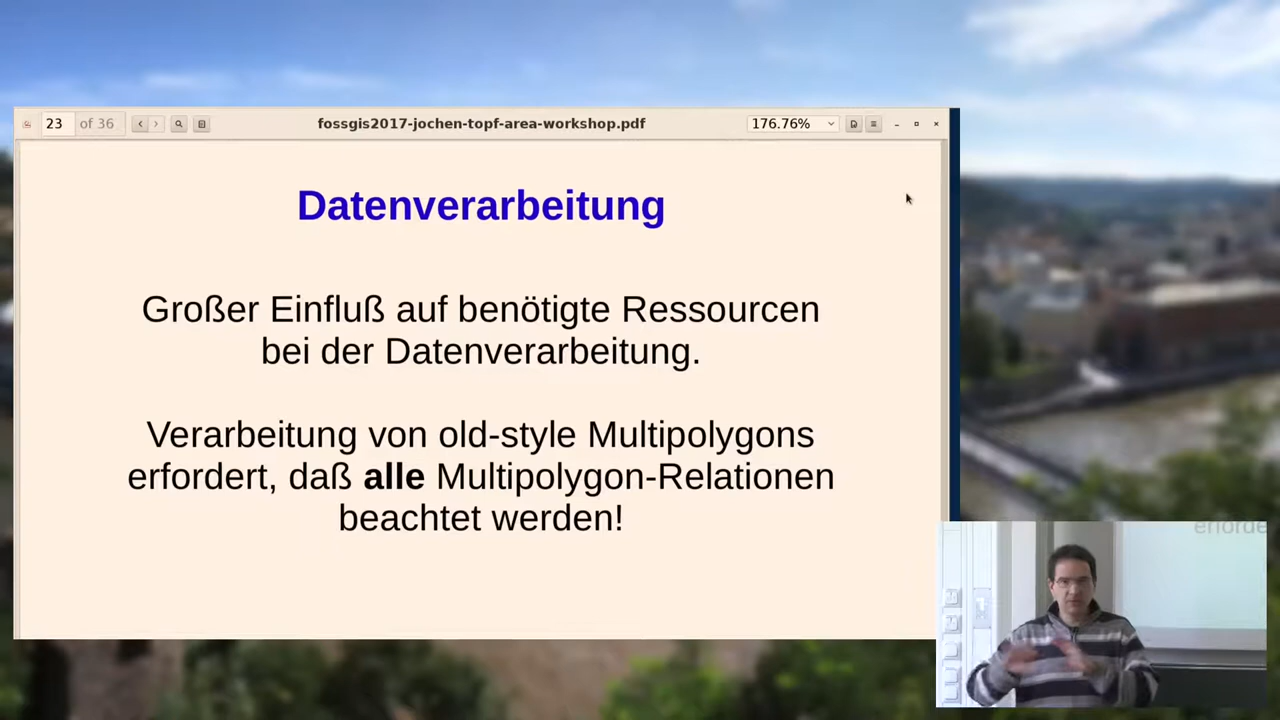 23 of 36
fossgis2017-jochen-topf-area-workshop.pdf
176.76%
Datenverarbeitung
Großer Einfluß auf benötigte Ressourcen
bei der Datenverarbeitung.
Verarbeitung von old-style Multipolygons
erfordert, daß alle Multipolygon-Relationen
beachtet werden!
erforde